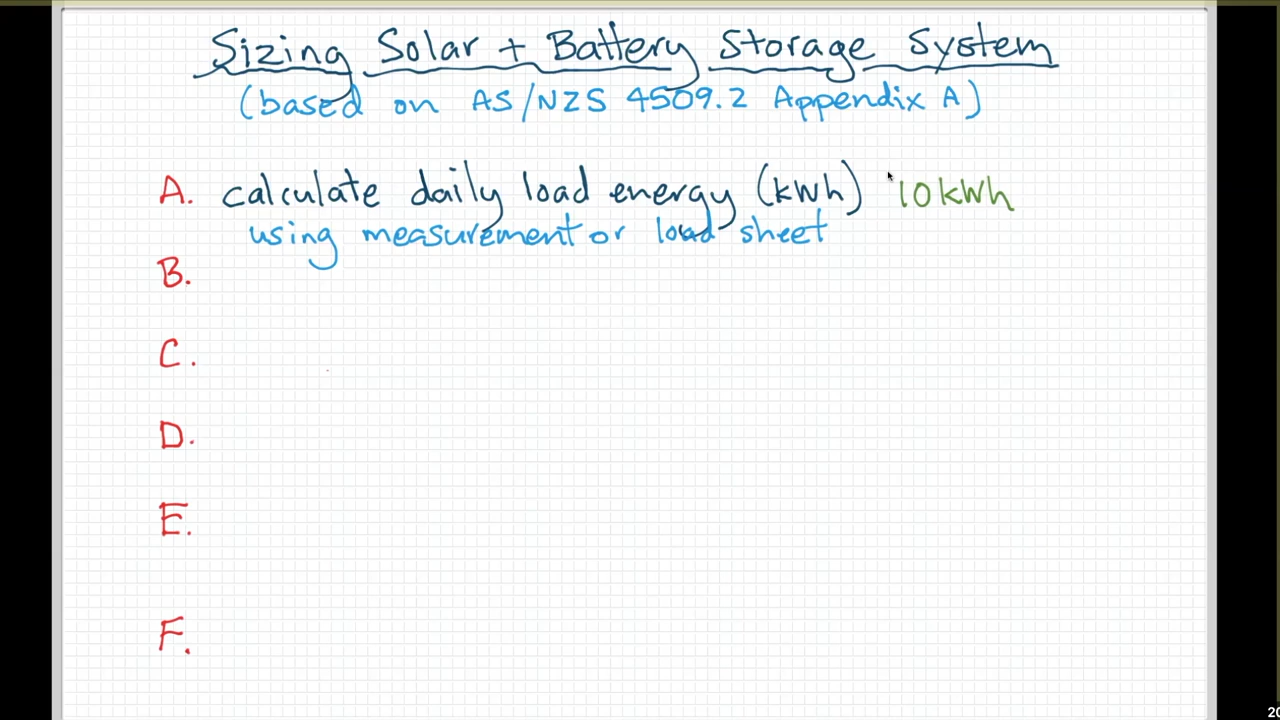 Sizing Solar + Battery Storage System
(based on AS/NZS 4509.2 Appendix A)
A. calculate daily load energy (kWh) 10kWh
using measurement or load sheet
B.
C.
D.
E.
F.
20